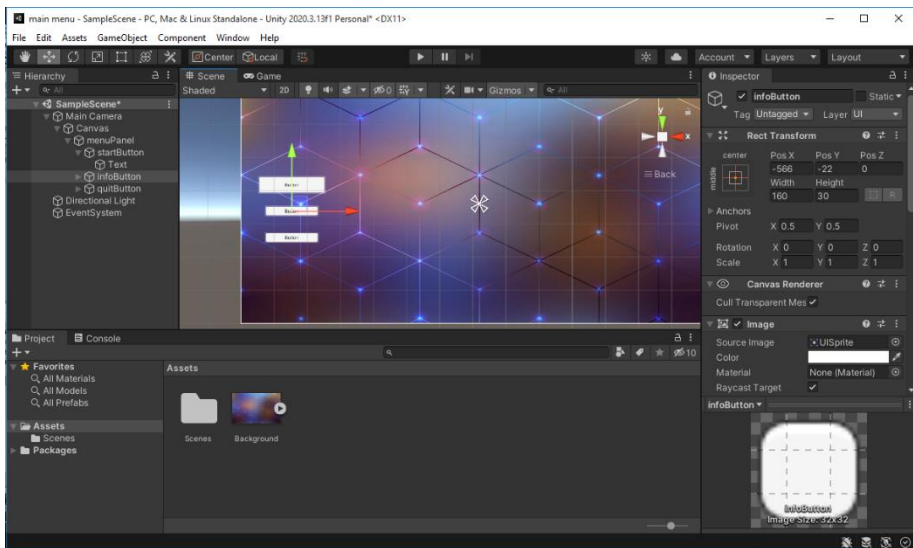 main menu - SampleScene - PC, Mac & Linux Standalone - Unity 2020.3.13f1 Personal* <DX11>
File Edit Assets GameObject Component Window Help
Center Local Account Layers Layout
Hierarchy
All
SampleScene*
Main Camera
Canvas
menuPanel
startButton
Text
infoButton
quitButton
Directional Light
EventSystem
Scene Game
Shaded 2D 0 Gizmos All
y
x
Back
Button
Button
Button
Inspector
infoButton Static
Tag Untagged Layer UI
Rect Transform
center Pos X Pos Y Pos Z
middle -566 -22 0
Width Height
160 30 R
Anchors
Pivot X 0.5 Y 0.5
Rotation X 0 Y 0 Z 0
Scale X 1 Y 1 Z 1
Canvas Renderer
Cull Transparent Mes
Image
Source Image UISprite
Color
Material None (Material)
Raycast Target
infoButton
InfoButton
Image Size: 32x32
Project Console
10
Favorites
All Materials
All Models
All Prefabs
Assets
Scenes
Packages
Assets
Scenes Background